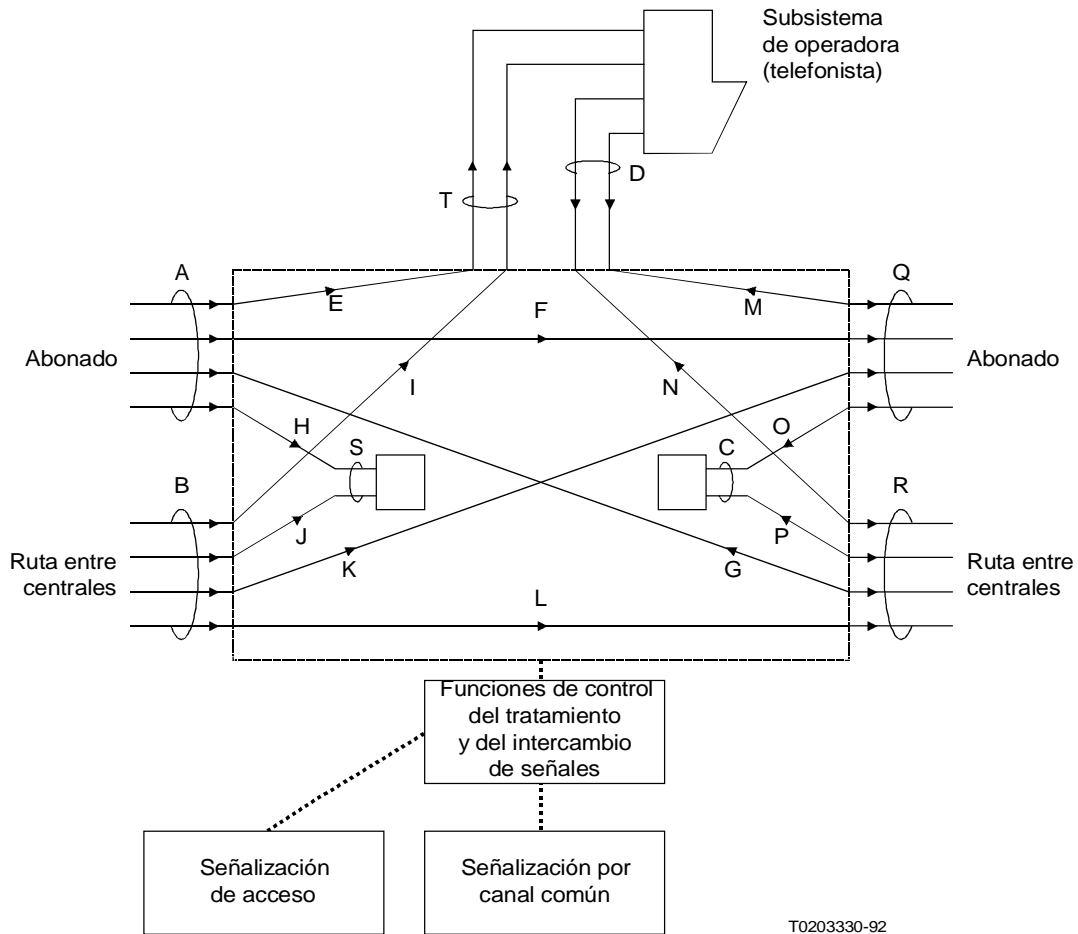 Subsistema
de operadora
(telefonista)
D
T
A
Q
E
M
F
Abonado
Abonado
I
N
H
O
S
C
B
R
J
P
Ruta entre
centrales
Ruta entre
centrales
K
G
L
Funciones de control
del tratamiento
y del intercambio
de señales
Señalización
de acceso
Señalización por
canal común
T0203330-92